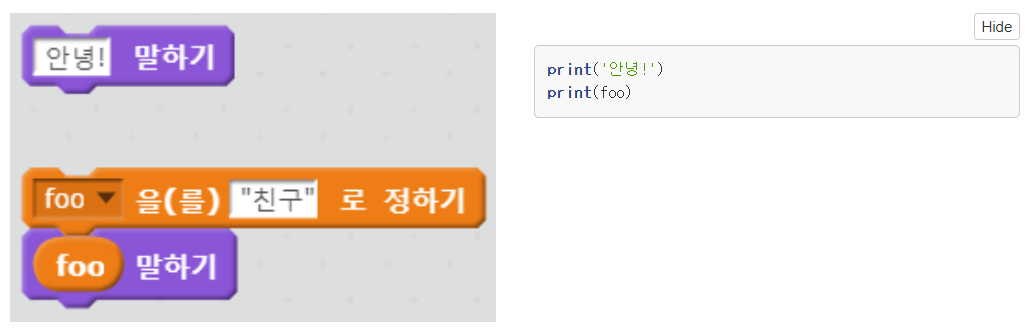 안녕! 말하기
foo 을(를) "친구" 로 정하기
foo 말하기
Hide
print('안녕!')
print(foo)